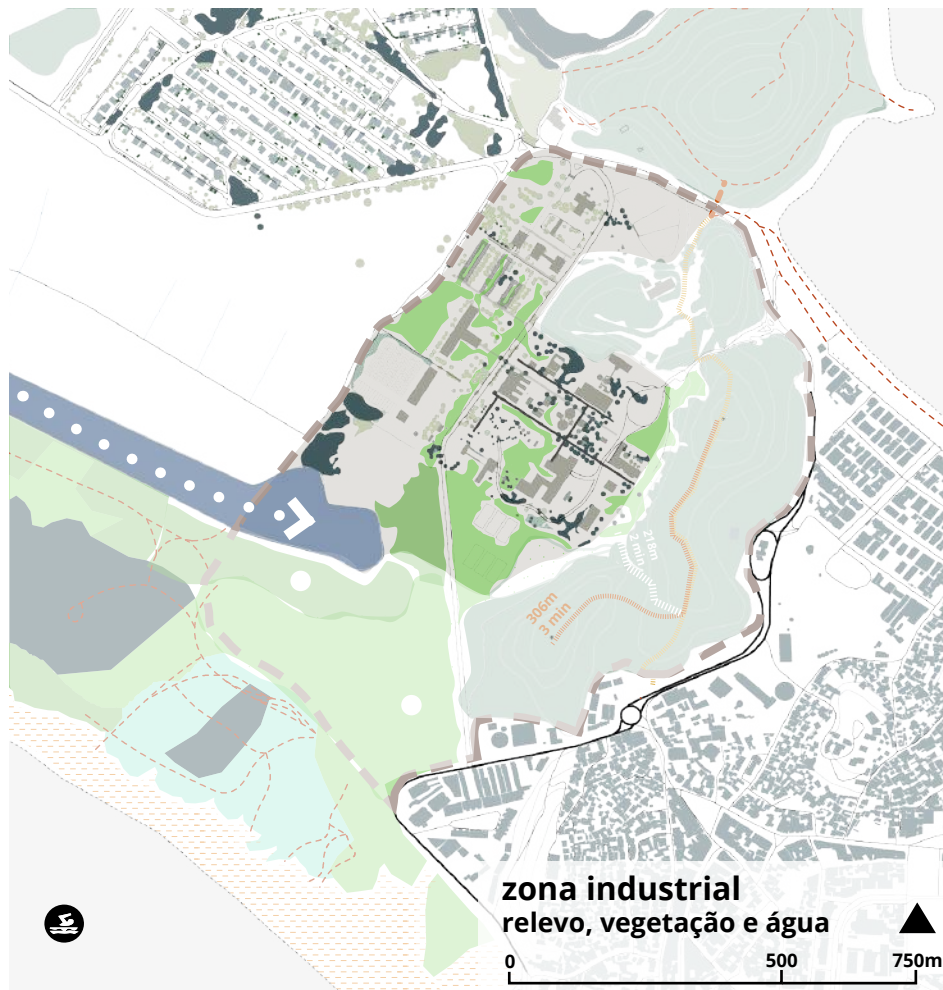 218m
2 min
306m
3 min
zona industrial
relevo, vegetação e água
0 500 750m